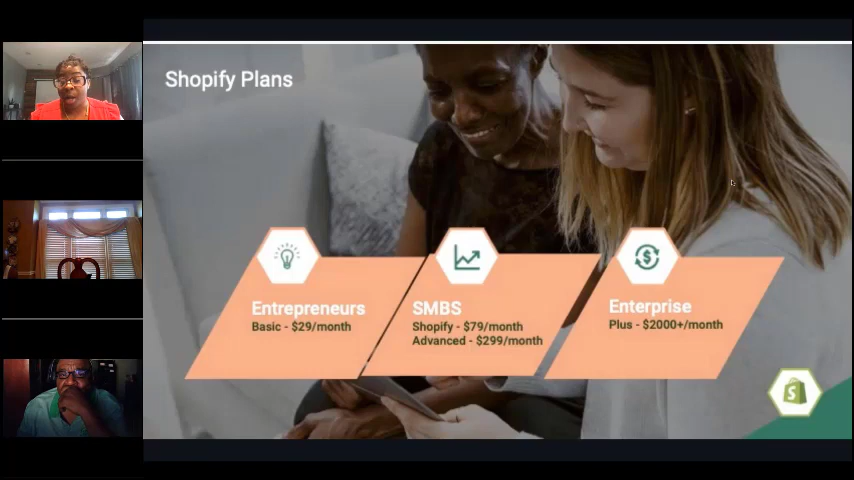 Shopify Plans
Entrepreneurs
Basic - $29/month
SMBS
Shopify - $79/month
Advanced - $299/month
Enterprise
Plus - $2000+/month